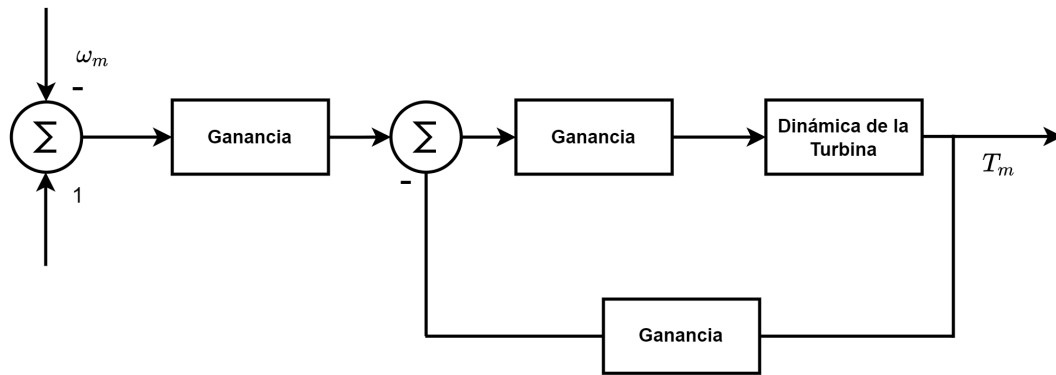 ω_m
-
Σ
Ganancia
Σ
Ganancia
Dinámica de la
Turbina
-
1
T_m
Ganancia